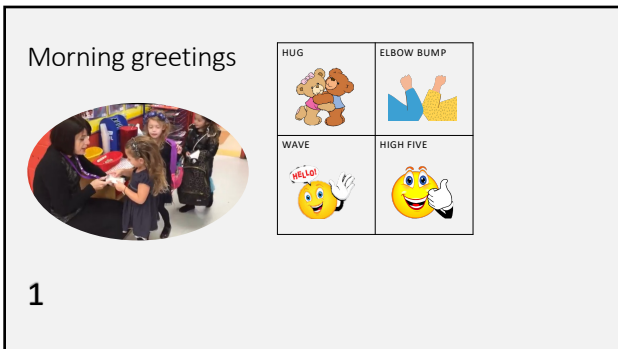 Morning greetings
HUG
ELBOW BUMP
WAVE
HIGH FIVE
HELLO!
1